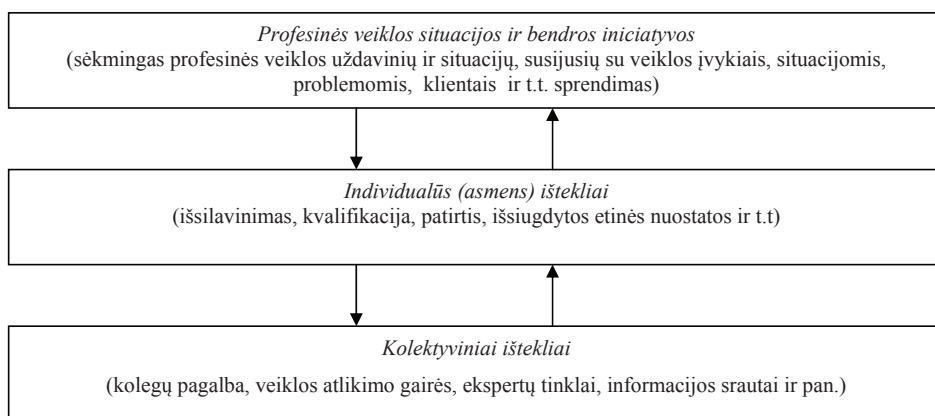 Profesinės veiklos situacijos ir bendros iniciatyvos
(sėkmingas profesinės veiklos uždavinių ir situacijų, susijusių su veiklos įvykiais, situacijomis,
problemomis, klientais ir t.t. sprendimas)
Individualūs (asmens) ištekliai
(išsilavinimas, kvalifikacija, patirtis, išsiugdytos etinės nuostatos ir t.t)
Kolektyviniai ištekliai
(kolegų pagalba, veiklos atlikimo gairės, ekspertų tinklai, informacijos srautai ir pan.)